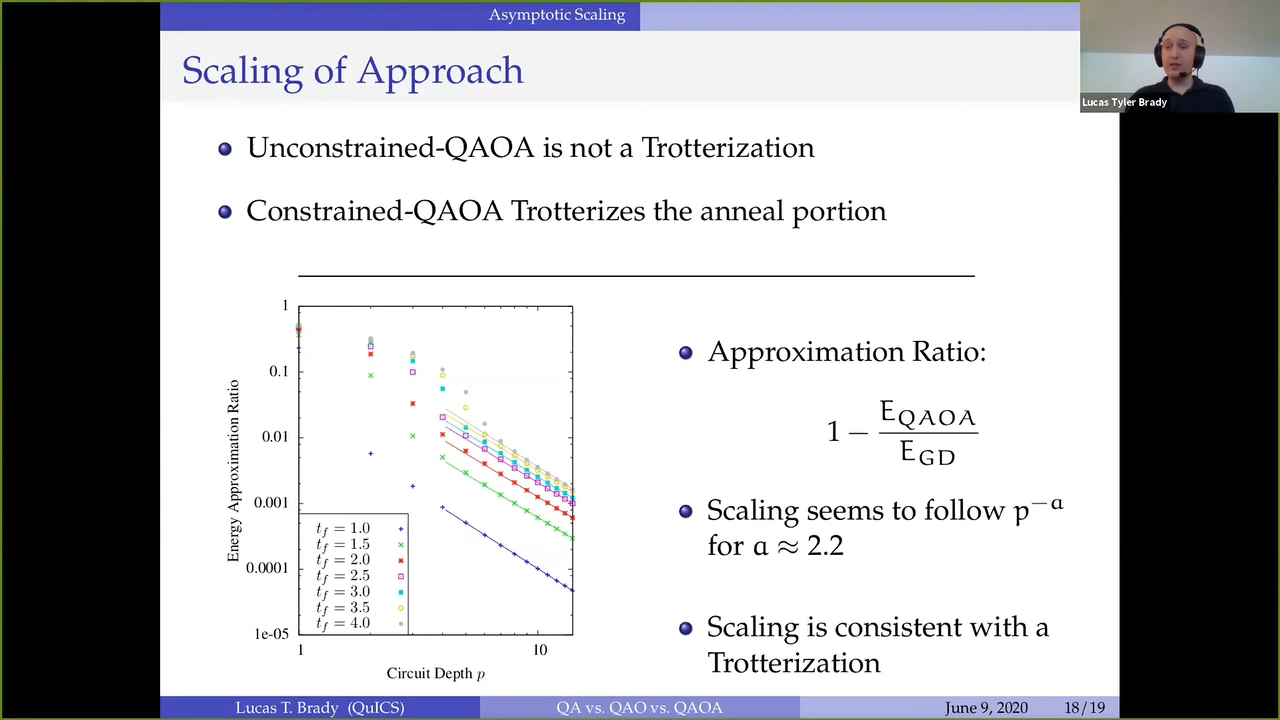 Asymptotic Scaling
Scaling of Approach
Lucas Tyler Brady
Unconstrained-QAOA is not a Trotterization
Constrained-QAOA Trotterizes the anneal portion
1
0.1
0.01
0.001
0.0001
1e-05
Energy Approximation Ratio
t_f = 1.0
t_f = 1.5
t_f = 2.0
t_f = 2.5
t_f = 3.0
t_f = 3.5
t_f = 4.0
1
10
Circuit Depth p
Approximation Ratio:
1 − E_QAOA / E_GD
Scaling seems to follow p^−a
for a ≈ 2.2
Scaling is consistent with a
Trotterization
Lucas T. Brady (QuICS)
QA vs. QAO vs. QAOA
June 9, 2020
18/19